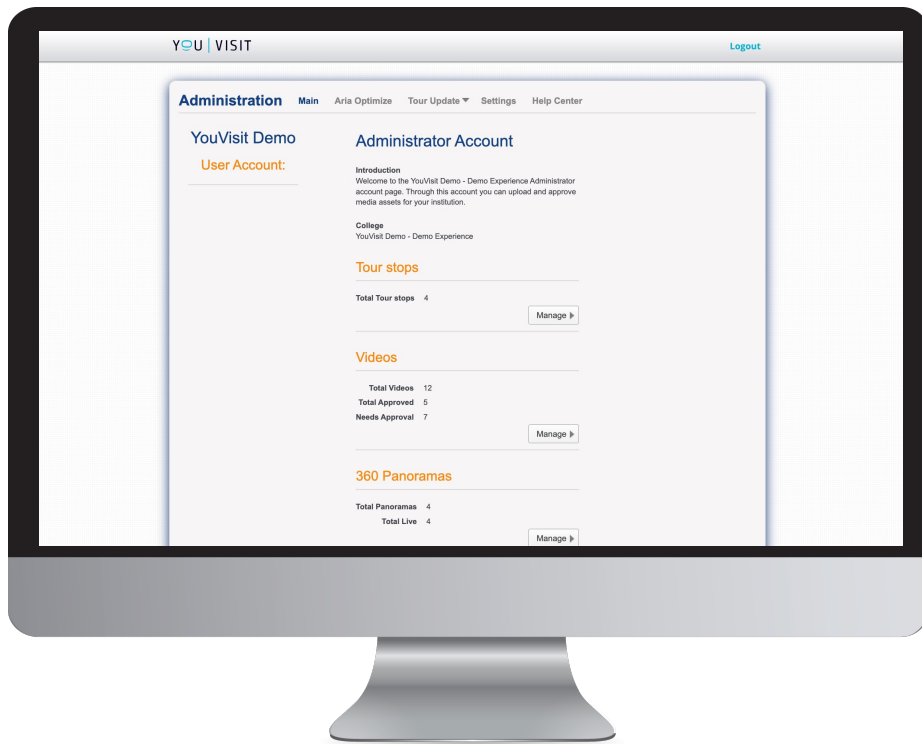 YOU | VISIT
Logout
Administration Main Aria Optimize Tour Update Settings Help Center
YouVisit Demo
User Account:
Administrator Account
Introduction
Welcome to the YouVisit Demo - Demo Experience Administrator
account page. Through this account you can upload and approve
media assets for your institution.
College
YouVisit Demo - Demo Experience
Tour stops
Total Tour stops 4
Manage
Videos
Total Videos 12
Total Approved 5
Needs Approval 7
Manage
360 Panoramas
Total Panoramas 4
Total Live 4
Manage